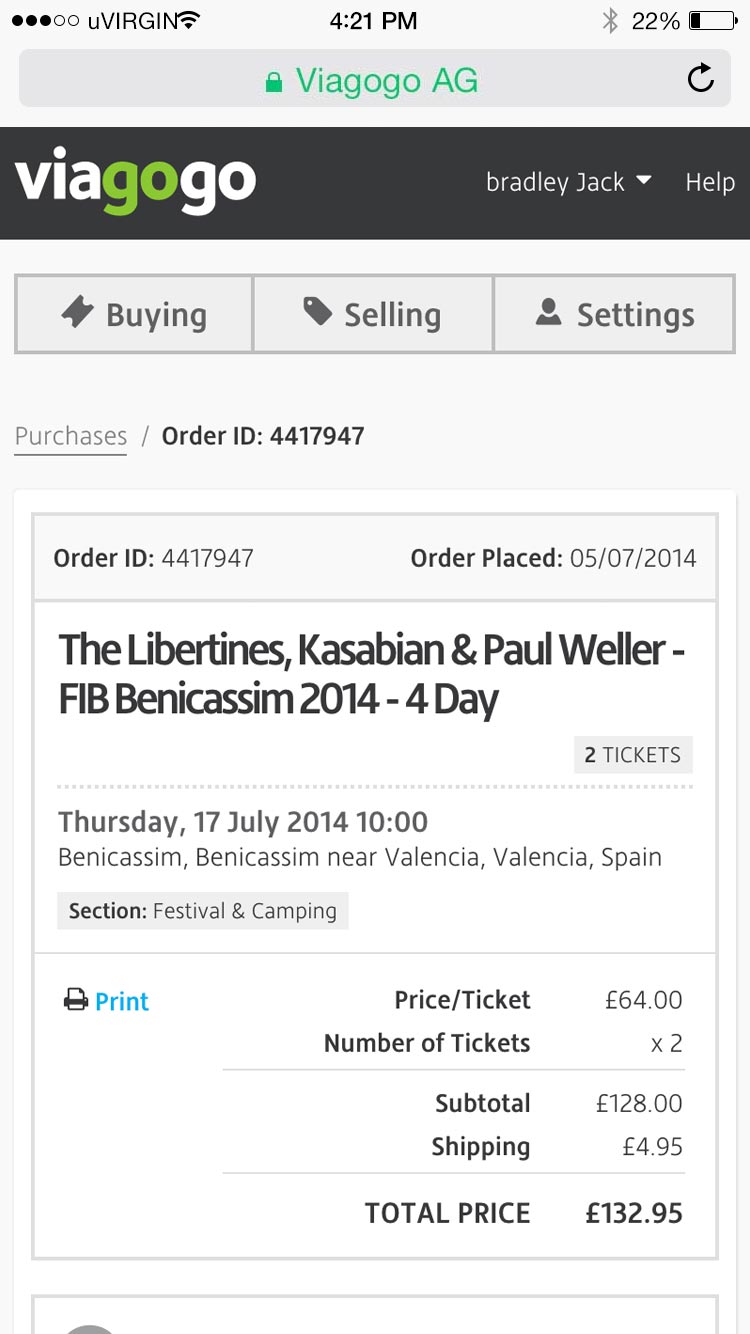 uVIRGIN 4:21 PM 22%
Viagogo AG
viagogo bradley Jack Help
Buying Selling Settings
Purchases / Order ID: 4417947
Order ID: 4417947 Order Placed: 05/07/2014
The Libertines, Kasabian & Paul Weller -
FIB Benicassim 2014 - 4 Day
2 TICKETS
Thursday, 17 July 2014 10:00
Benicassim, Benicassim near Valencia, Valencia, Spain
Section: Festival & Camping
Print Price/Ticket £64.00
Number of Tickets x 2
Subtotal £128.00
Shipping £4.95
TOTAL PRICE £132.95